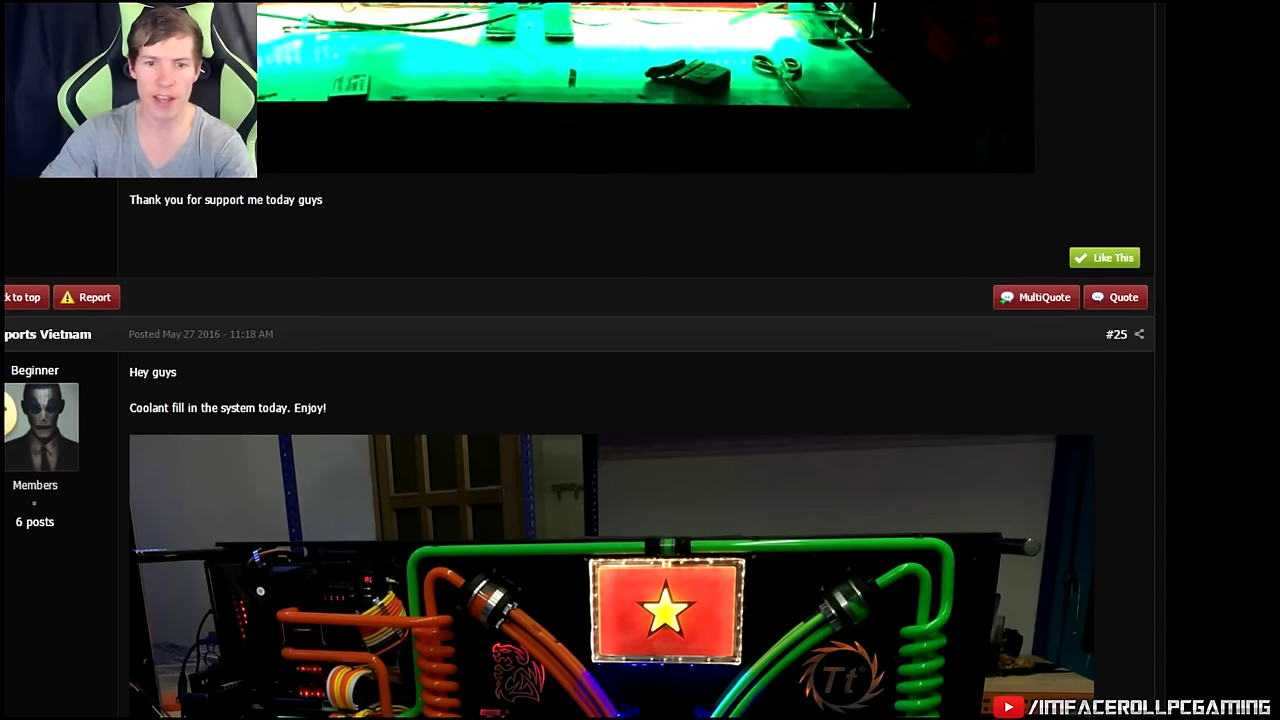 Thank you for support me today guys
Like This
k to top
Report
MultiQuote
Quote
ports Vietnam
Posted May 27 2016 - 11:18 AM
#25
Beginner
Hey guys
Coolant fill in the system today. Enjoy!
Members
6 posts
Tt
/IMFACEROLLPCGAMING